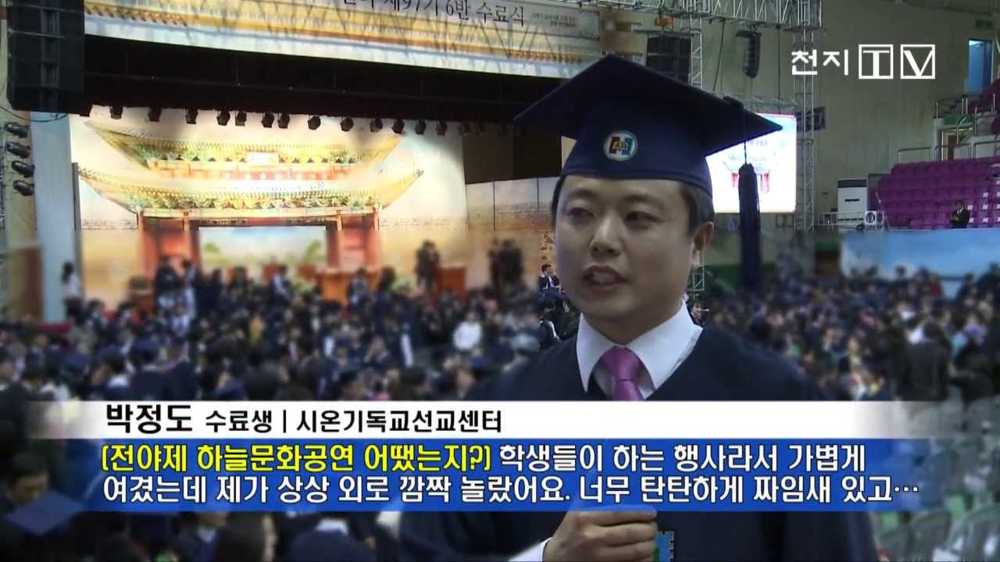 제97기 6반 수료식
천지TV
박정도 수료생 | 시온기독교선교센터
(전야제 하늘문화공연 어땠는지?) 학생들이 하는 행사라서 가볍게
여겼는데 제가 상상 외로 깜짝 놀랐어요. 너무 탄탄하게 짜임새 있고…